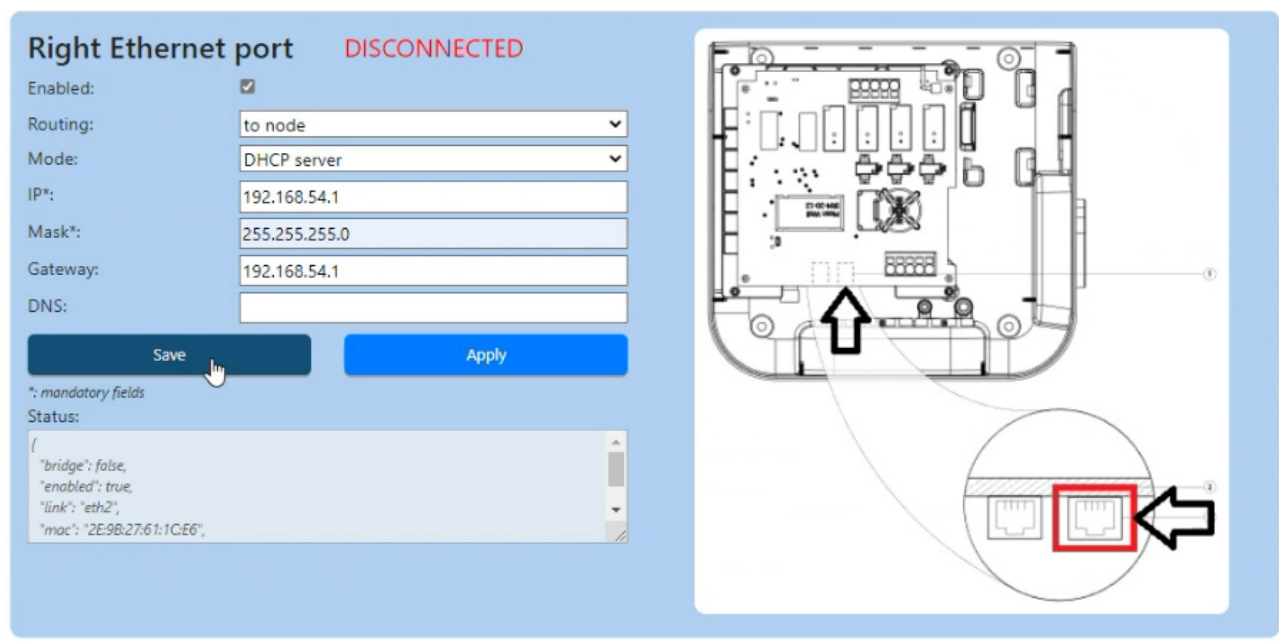 Right Ethernet port DISCONNECTED
Enabled:
Routing: to node
Mode: DHCP server
IP*: 192.168.54.1
Mask*: 255.255.255.0
Gateway: 192.168.54.1
DNS:
Save Apply
*: mandatory fields
Status:
{
"bridge": false,
"enabled": true,
"link": "eth2",
"mac": "2E:9B:27:61:1C:E6",